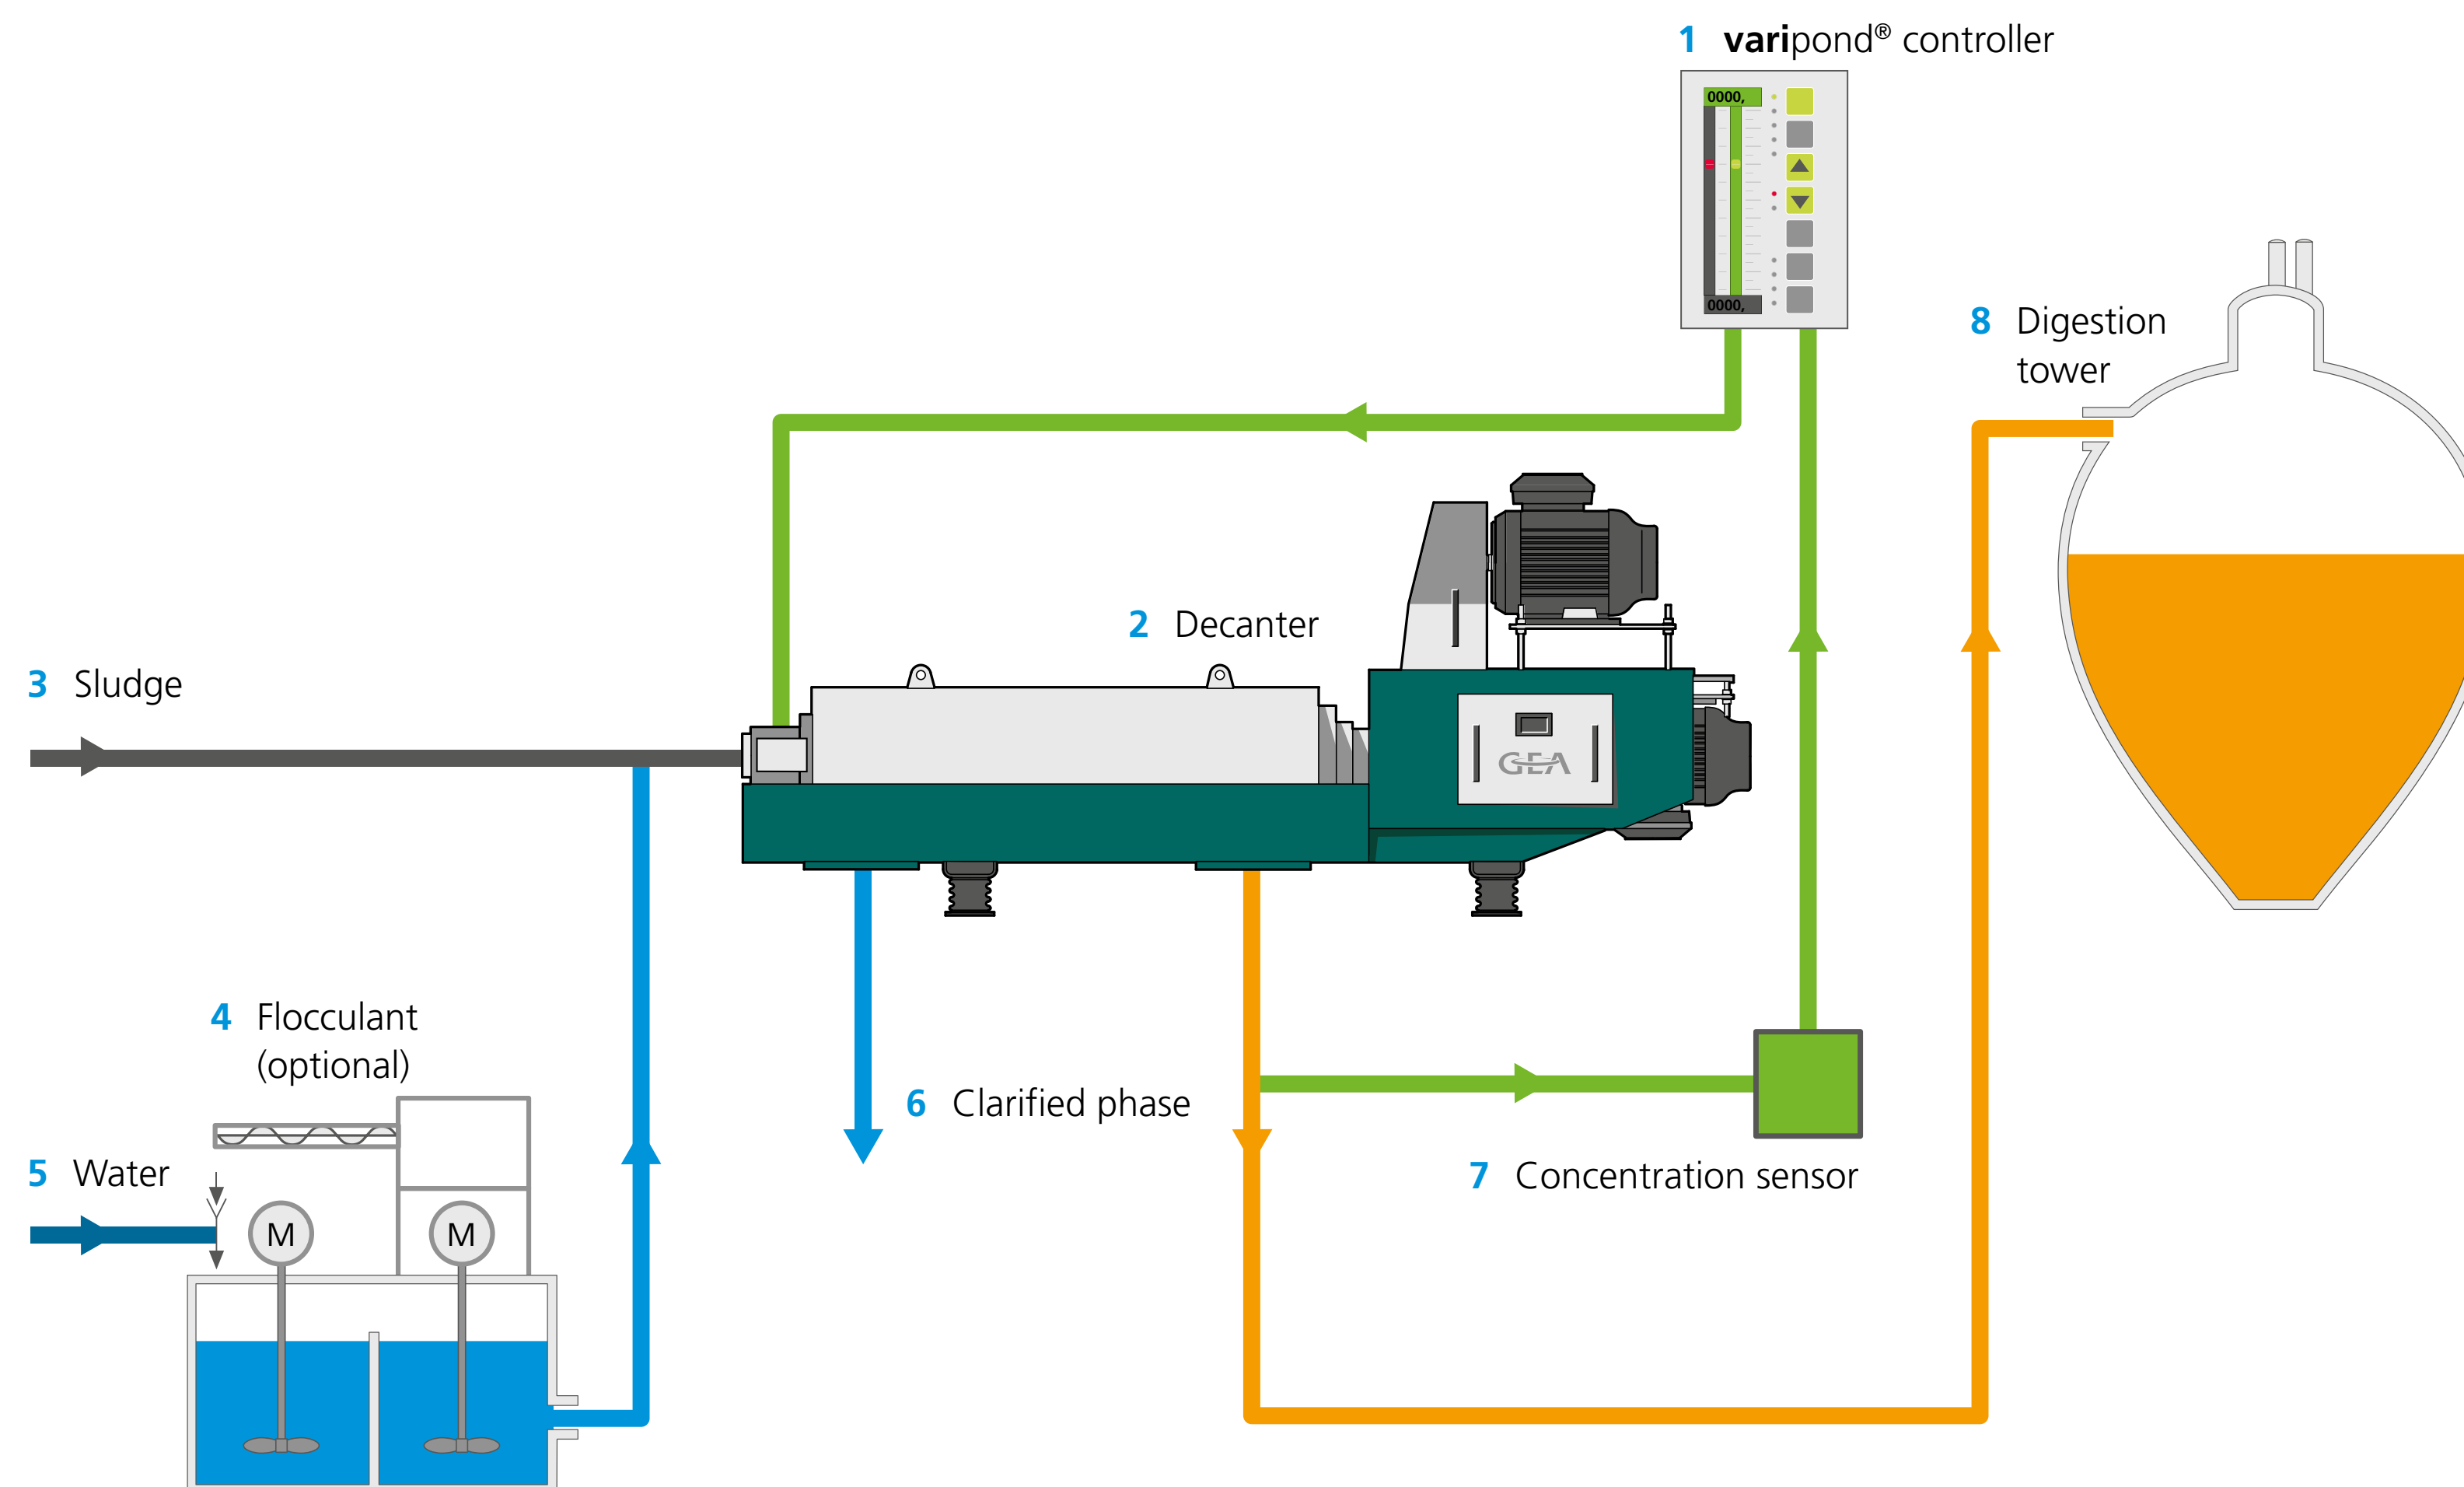 1 varipond® controller
0000,
0000,
8 Digestion
tower
2 Decanter
3 Sludge
GEA
4 Flocculant
(optional)
6 Clarified phase
5 Water
7 Concentration sensor
M M